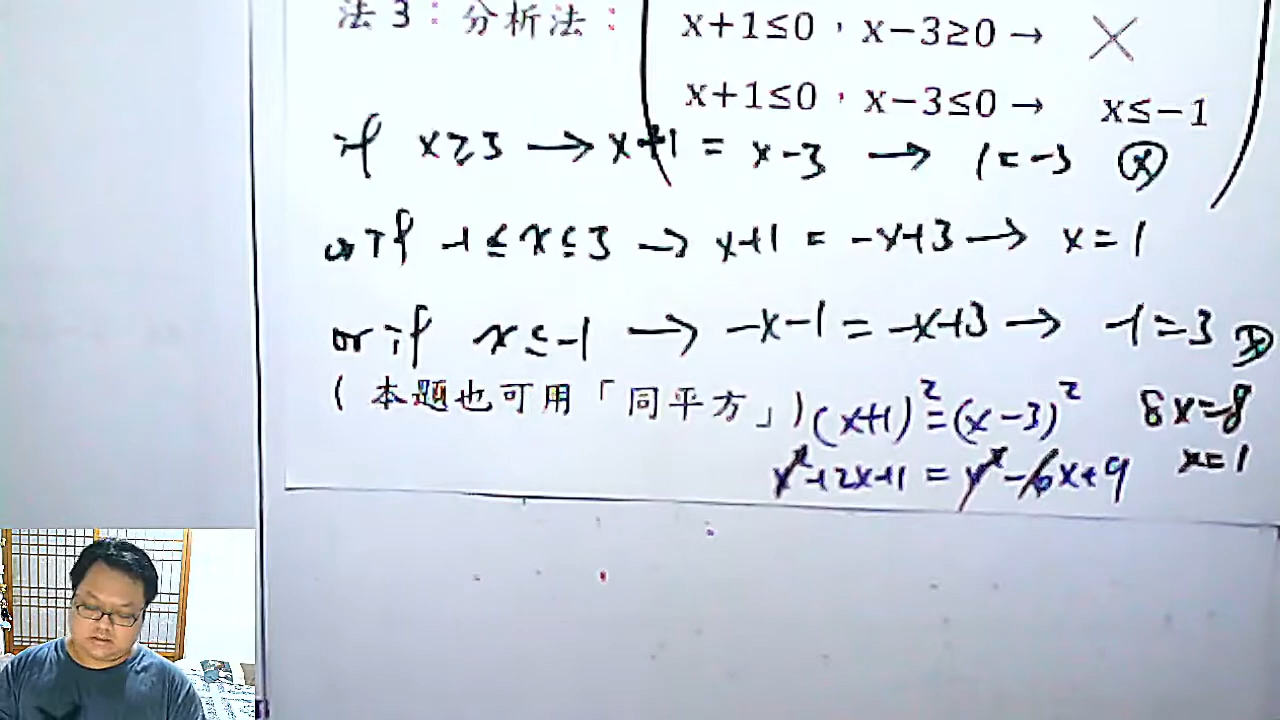 法 3：分析法：
x+1≤0，x−3≥0→ ✕
x+1≤0，x−3≤0→ x≤−1
if x≥3 → x+1 = x-3 → 1=-3 ⓧ
or if -1≤x≤3 → x+1 = -x+3 → x=1
or if x≤-1 → -x-1=-x+3 → -1=3 ⓧ
(本題也可用「同平方」) (x+1)²=(x-3)² 8x=8
x²+2x+1 = x²-6x+9 x=1